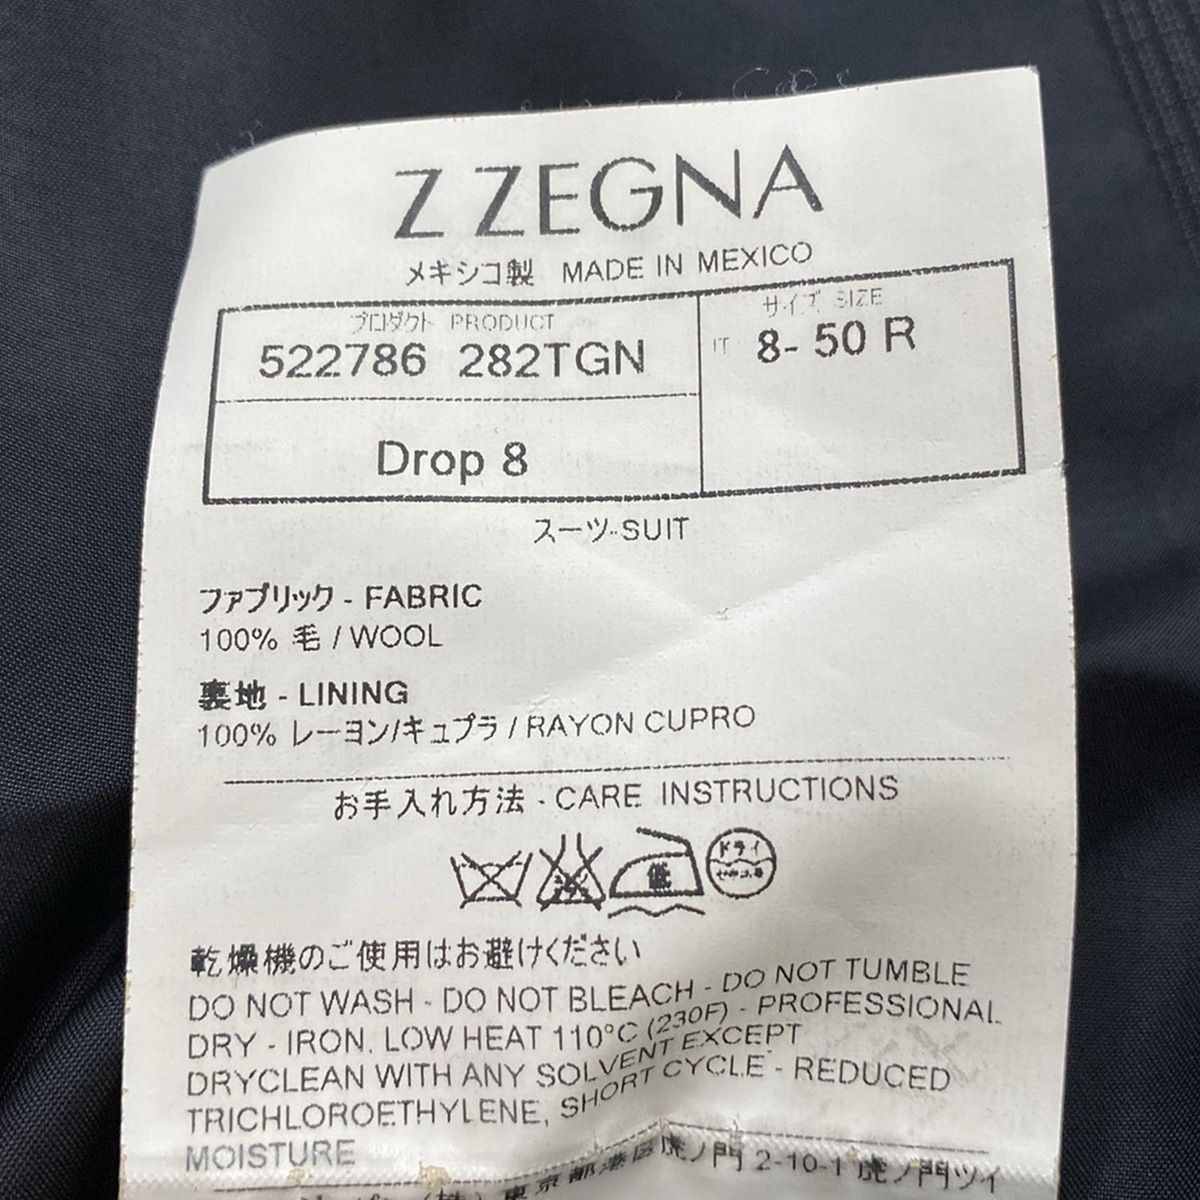 Z ZEGNA
メキシコ製 MADE IN MEXICO
プロダクト PRODUCT
522786 282TGN
サイズ SIZE
IT 8- 50 R
Drop 8
スーツ-SUIT
ファブリック - FABRIC
100% 毛 / WOOL
裏地 - LINING
100% レーヨン/キュプラ / RAYON CUPRO
お手入れ方法 - CARE INSTRUCTIONS
低
ドライ
乾燥機のご使用はお避けください
DO NOT WASH - DO NOT BLEACH - DO NOT TUMBLE
DRY - IRON. LOW HEAT 110°C (230F) - PROFESSIONAL
DRYCLEAN WITH ANY SOLVENT EXCEPT
TRICHLOROETHYLENE, SHORT CYCLE - REDUCED
MOISTURE
(株) 東京都港区虎ノ門 2-10-1 虎ノ門ツイ